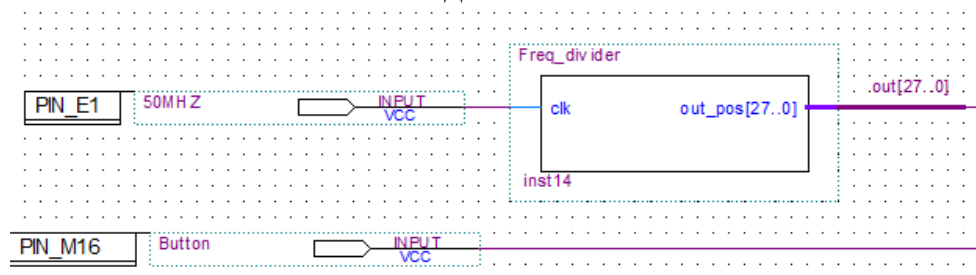 Freq_divider
PIN_E1 50MHZ INPUT VCC clk out_pos[27..0] out[27..0]
inst14
PIN_M16 Button INPUT VCC